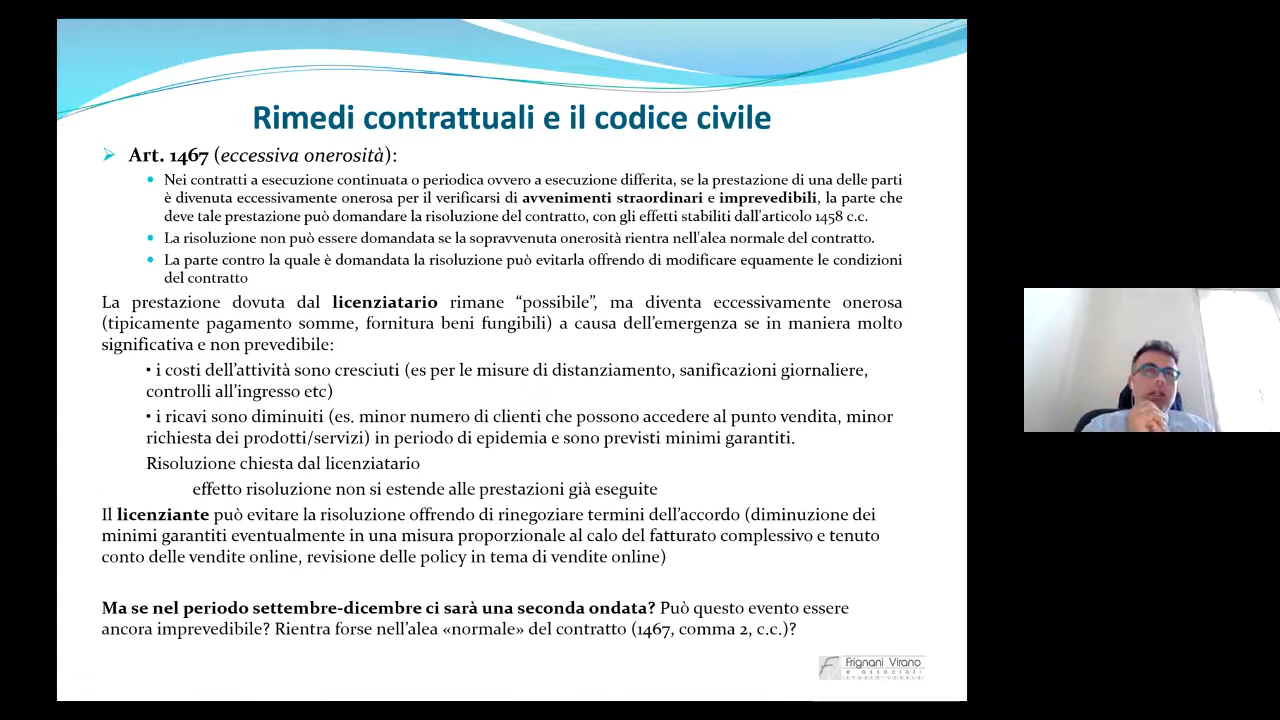 Rimedi contrattuali e il codice civile
➢ Art. 1467 (eccessiva onerosità):
• Nei contratti a esecuzione continuata o periodica ovvero a esecuzione differita, se la prestazione di una delle parti
è divenuta eccessivamente onerosa per il verificarsi di avvenimenti straordinari e imprevedibili, la parte che
deve tale prestazione può domandare la risoluzione del contratto, con gli effetti stabiliti dall'articolo 1458 c.c.
• La risoluzione non può essere domandata se la sopravvenuta onerosità rientra nell'alea normale del contratto.
• La parte contro la quale è domandata la risoluzione può evitarla offrendo di modificare equamente le condizioni
del contratto
La prestazione dovuta dal licenziatario rimane “possibile”, ma diventa eccessivamente onerosa
(tipicamente pagamento somme, fornitura beni fungibili) a causa dell’emergenza se in maniera molto
significativa e non prevedibile:
• i costi dell’attività sono cresciuti (es per le misure di distanziamento, sanificazioni giornaliere,
controlli all’ingresso etc)
• i ricavi sono diminuiti (es. minor numero di clienti che possono accedere al punto vendita, minor
richiesta dei prodotti/servizi) in periodo di epidemia e sono previsti minimi garantiti.
Risoluzione chiesta dal licenziatario
effetto risoluzione non si estende alle prestazioni già eseguite
Il licenziante può evitare la risoluzione offrendo di rinegoziare termini dell’accordo (diminuzione dei
minimi garantiti eventualmente in una misura proporzionale al calo del fatturato complessivo e tenuto
conto delle vendite online, revisione delle policy in tema di vendite online)
Ma se nel periodo settembre-dicembre ci sarà una seconda ondata? Può questo evento essere
ancora imprevedibile? Rientra forse nell’alea «normale» del contratto (1467, comma 2, c.c.)?
Frignani Virano
e associati
studio legale